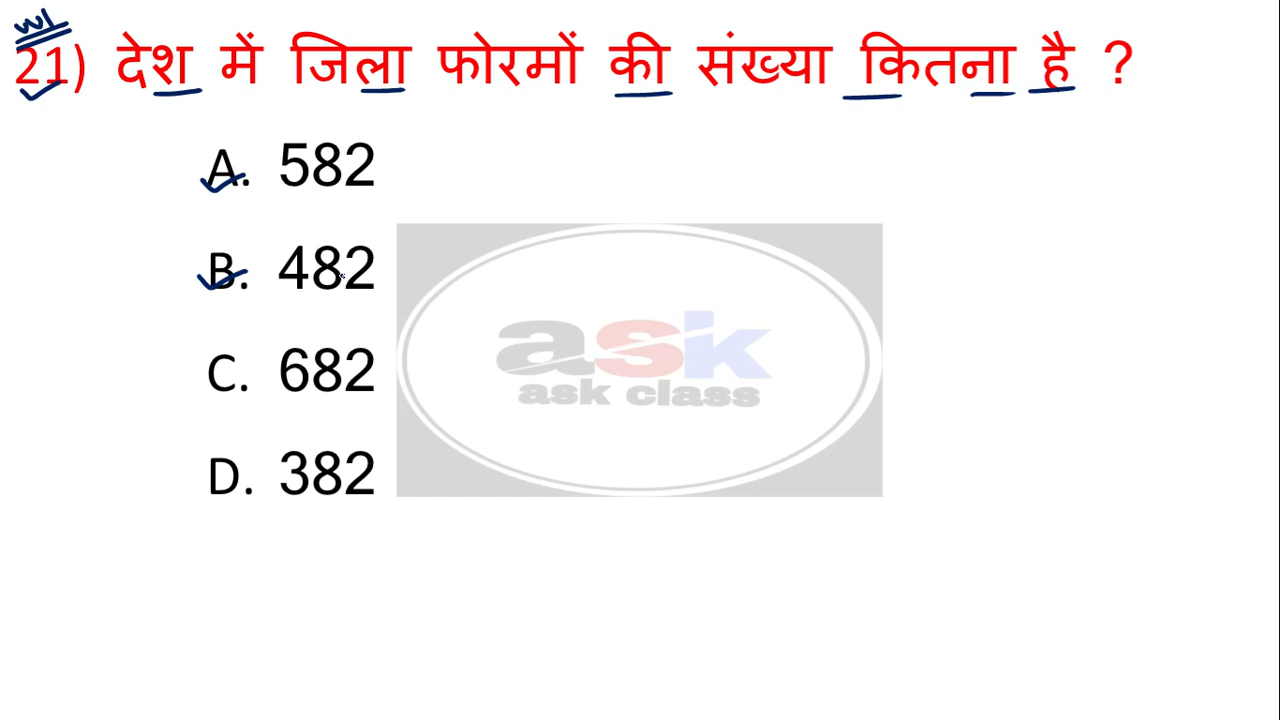 21) देश में जिला फोरमों की संख्या कितना है ?
A. 582
B. 482
C. 682
D. 382
ask
ask class